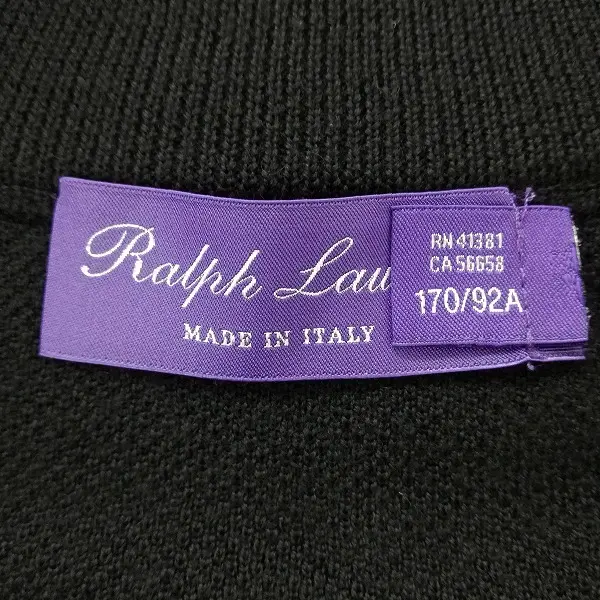 Ralph Lau
MADE IN ITALY
RN 41381
CA 56658
170/92A